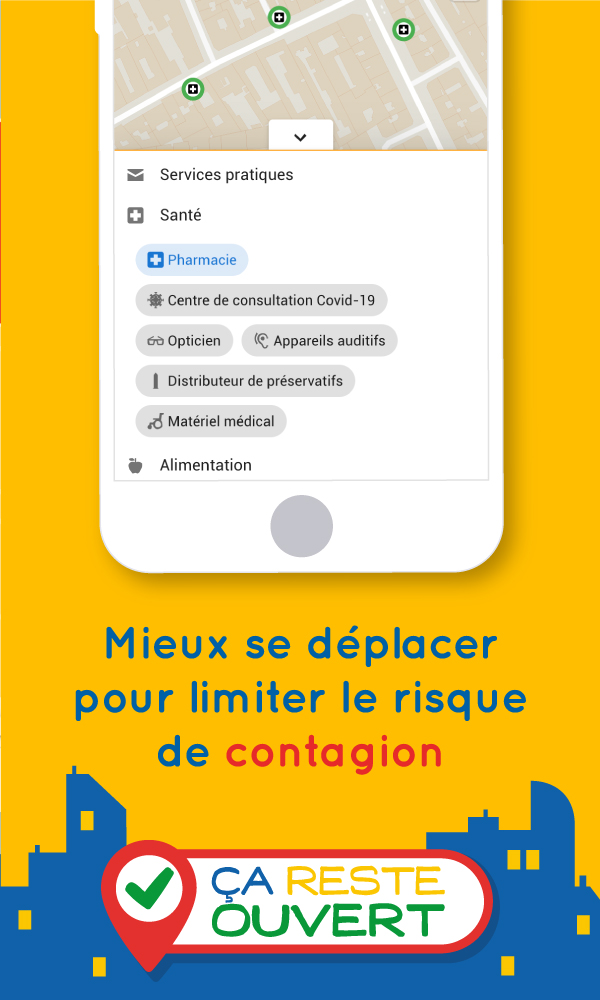 Services pratiques
Santé
Pharmacie
Centre de consultation Covid-19
Opticien
Appareils auditifs
Distributeur de préservatifs
Matériel médical
Alimentation
Mieux se déplacer
pour limiter le risque
de contagion
ÇA RESTE
OUVERT